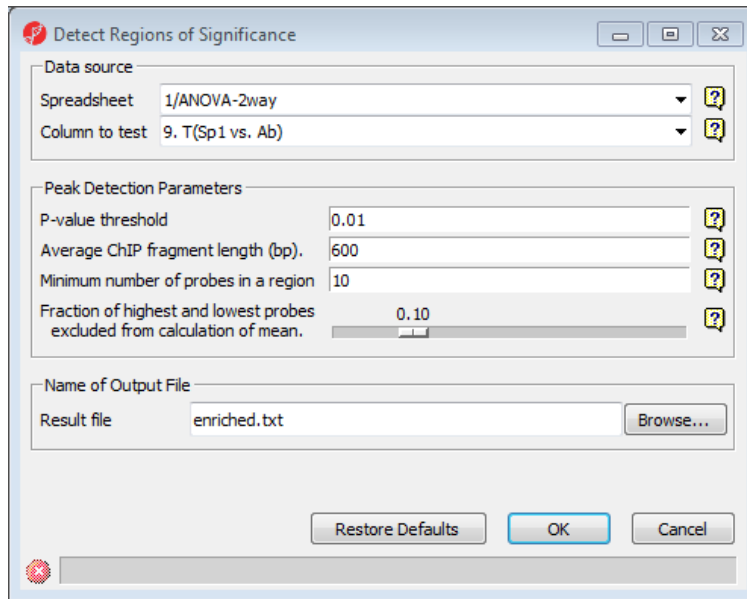 Detect Regions of Significance
Data source
Spreadsheet 1/ANOVA-2way ?
Column to test 9. T(Sp1 vs. Ab) ?
Peak Detection Parameters
P-value threshold 0.01 ?
Average ChIP fragment length (bp). 600 ?
Minimum number of probes in a region 10 ?
Fraction of highest and lowest probes 0.10
excluded from calculation of mean. ?
Name of Output File
Result file enriched.txt Browse...
Restore Defaults OK Cancel